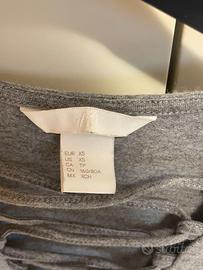 EUR XS
US XS
CA TP
CN 160/80A
MX XCH